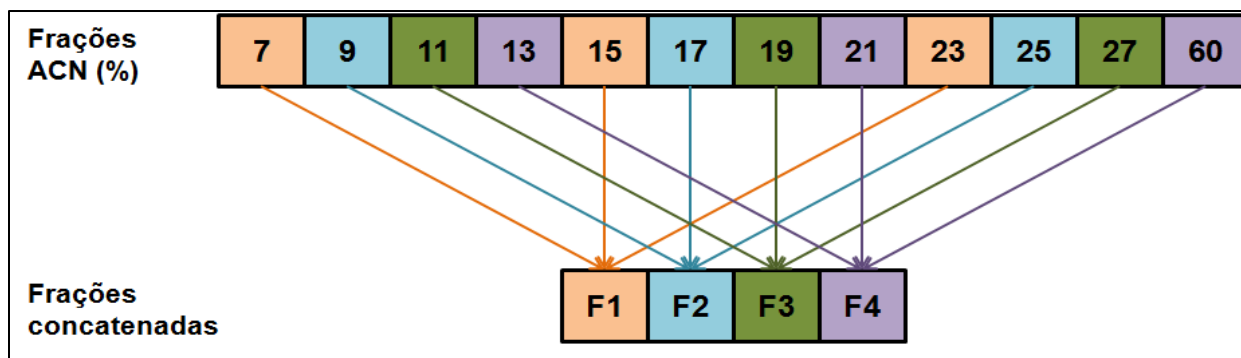 Frações
ACN (%)
7 9 11 13 15 17 19 21 23 25 27 60
Frações
concatenadas
F1 F2 F3 F4